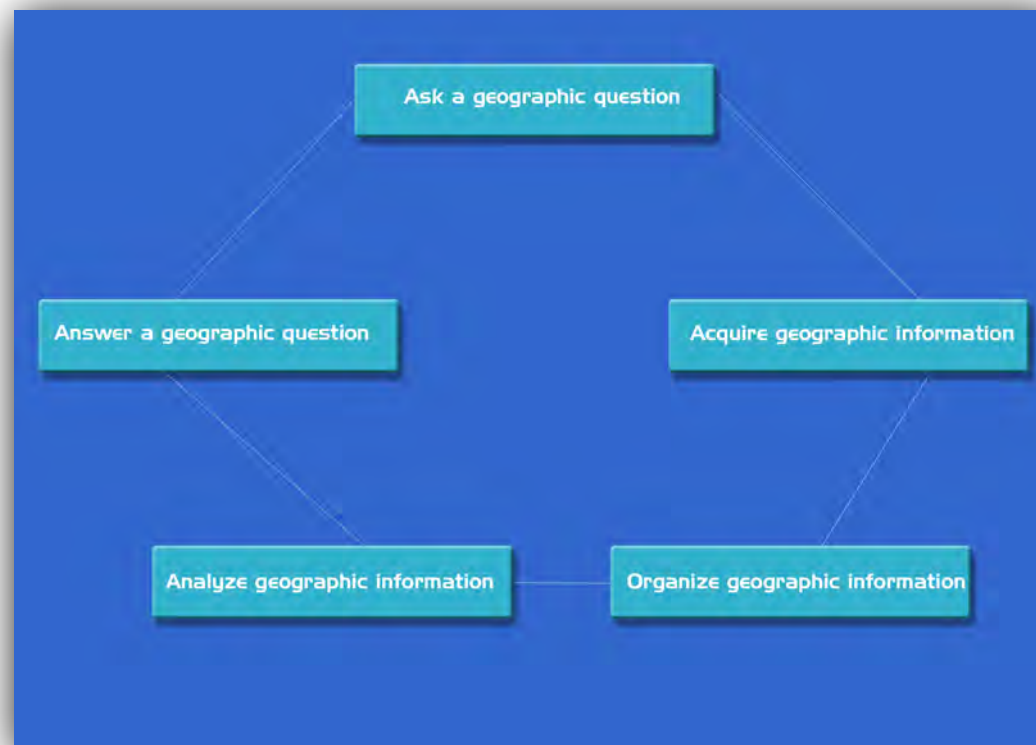 Ask a geographic question
Answer a geographic question
Acquire geographic information
Analyze geographic information
Organize geographic information